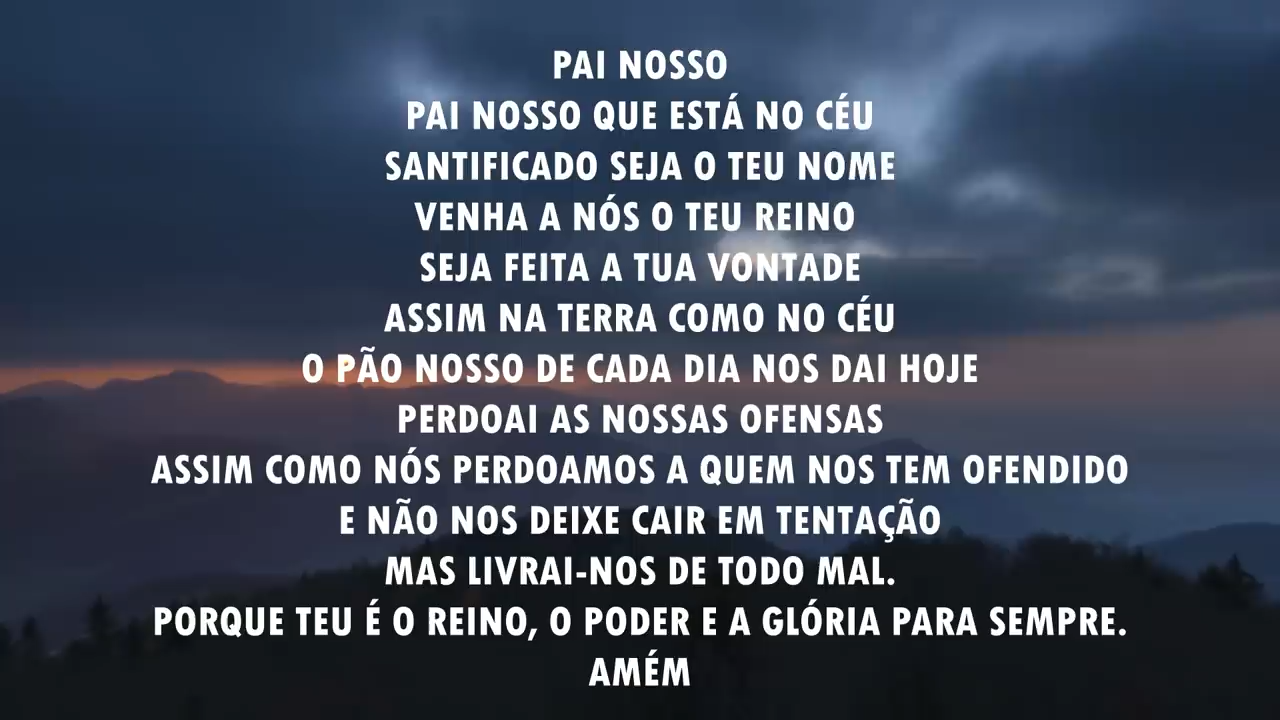 PAI NOSSO
PAI NOSSO QUE ESTÁ NO CÉU
SANTIFICADO SEJA O TEU NOME
VENHA A NÓS O TEU REINO
SEJA FEITA A TUA VONTADE
ASSIM NA TERRA COMO NO CÉU
O PÃO NOSSO DE CADA DIA NOS DAI HOJE
PERDOAI AS NOSSAS OFENSAS
ASSIM COMO NÓS PERDOAMOS A QUEM NOS TEM OFENDIDO
E NÃO NOS DEIXE CAIR EM TENTAÇÃO
MAS LIVRAI-NOS DE TODO MAL.
PORQUE TEU É O REINO, O PODER E A GLÓRIA PARA SEMPRE.
AMÉM